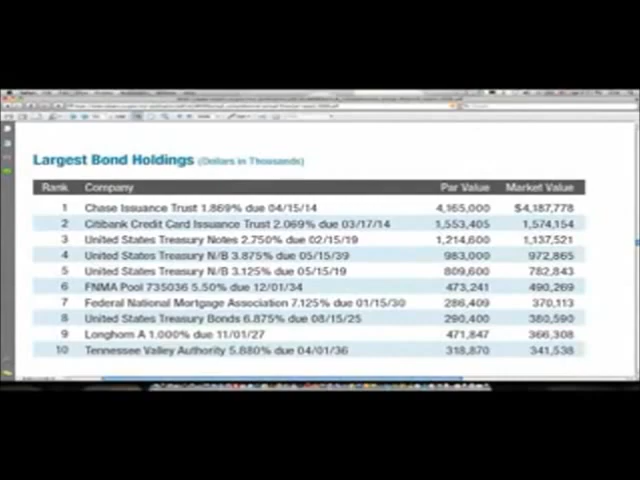 Largest Bond Holdings (Dollars in Thousands)
Rank Company Par Value Market Value
1 Chase Issuance Trust 1.869% due 04/15/14 4,165,000 $4,187,778
2 Citibank Credit Card Issuance Trust 2.069% due 03/17/14 1,553,405 1,574,154
3 United States Treasury Notes 2.750% due 02/15/19 1,214,600 1,137,521
4 United States Treasury N/B 3.875% due 05/15/39 983,000 972,865
5 United States Treasury N/B 3.125% due 05/15/19 809,600 782,843
6 FNMA Pool 735036 5.50% due 12/01/34 473,241 490,269
7 Federal National Mortgage Association 7.125% due 01/15/30 286,409 370,113
8 United States Treasury Bonds 6.875% due 08/15/25 290,400 380,590
9 Longhorn A 1.000% due 11/01/27 471,847 366,308
10 Tennessee Valley Authority 5.880% due 04/01/36 318,870 341,538